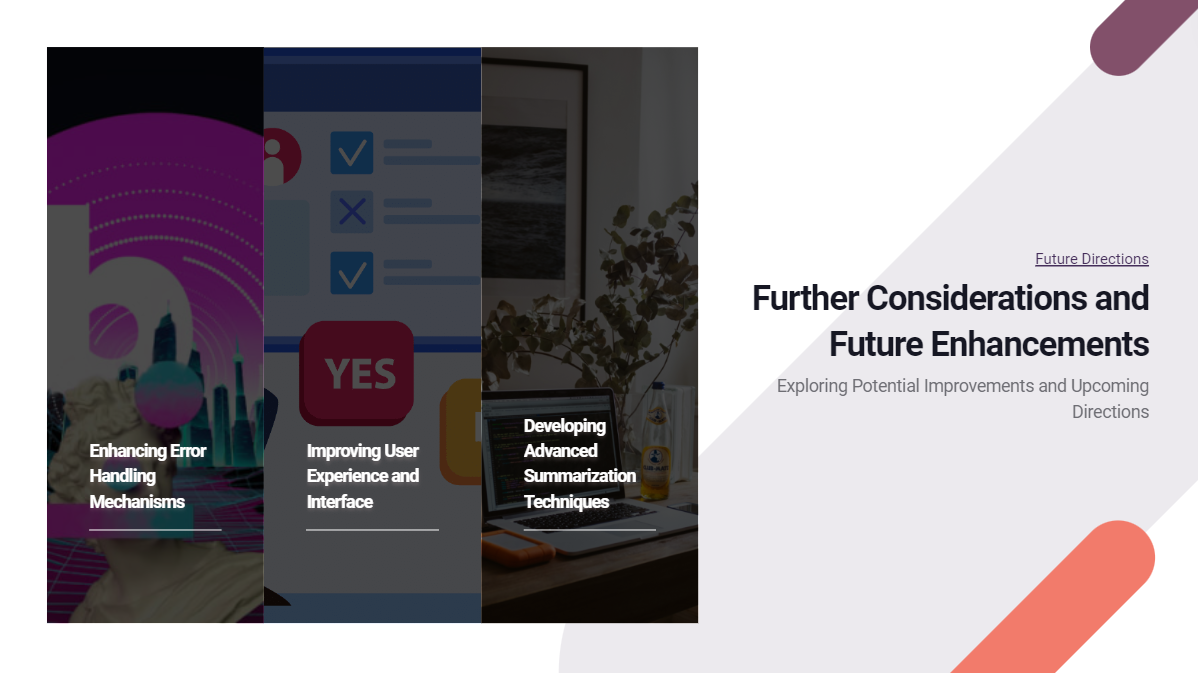 Future Directions
Further Considerations and
Future Enhancements
Exploring Potential Improvements and Upcoming
Directions
b
Enhancing Error
Handling
Mechanisms
YES
Improving User
Experience and
Interface
Developing
Advanced
Summarization
Techniques